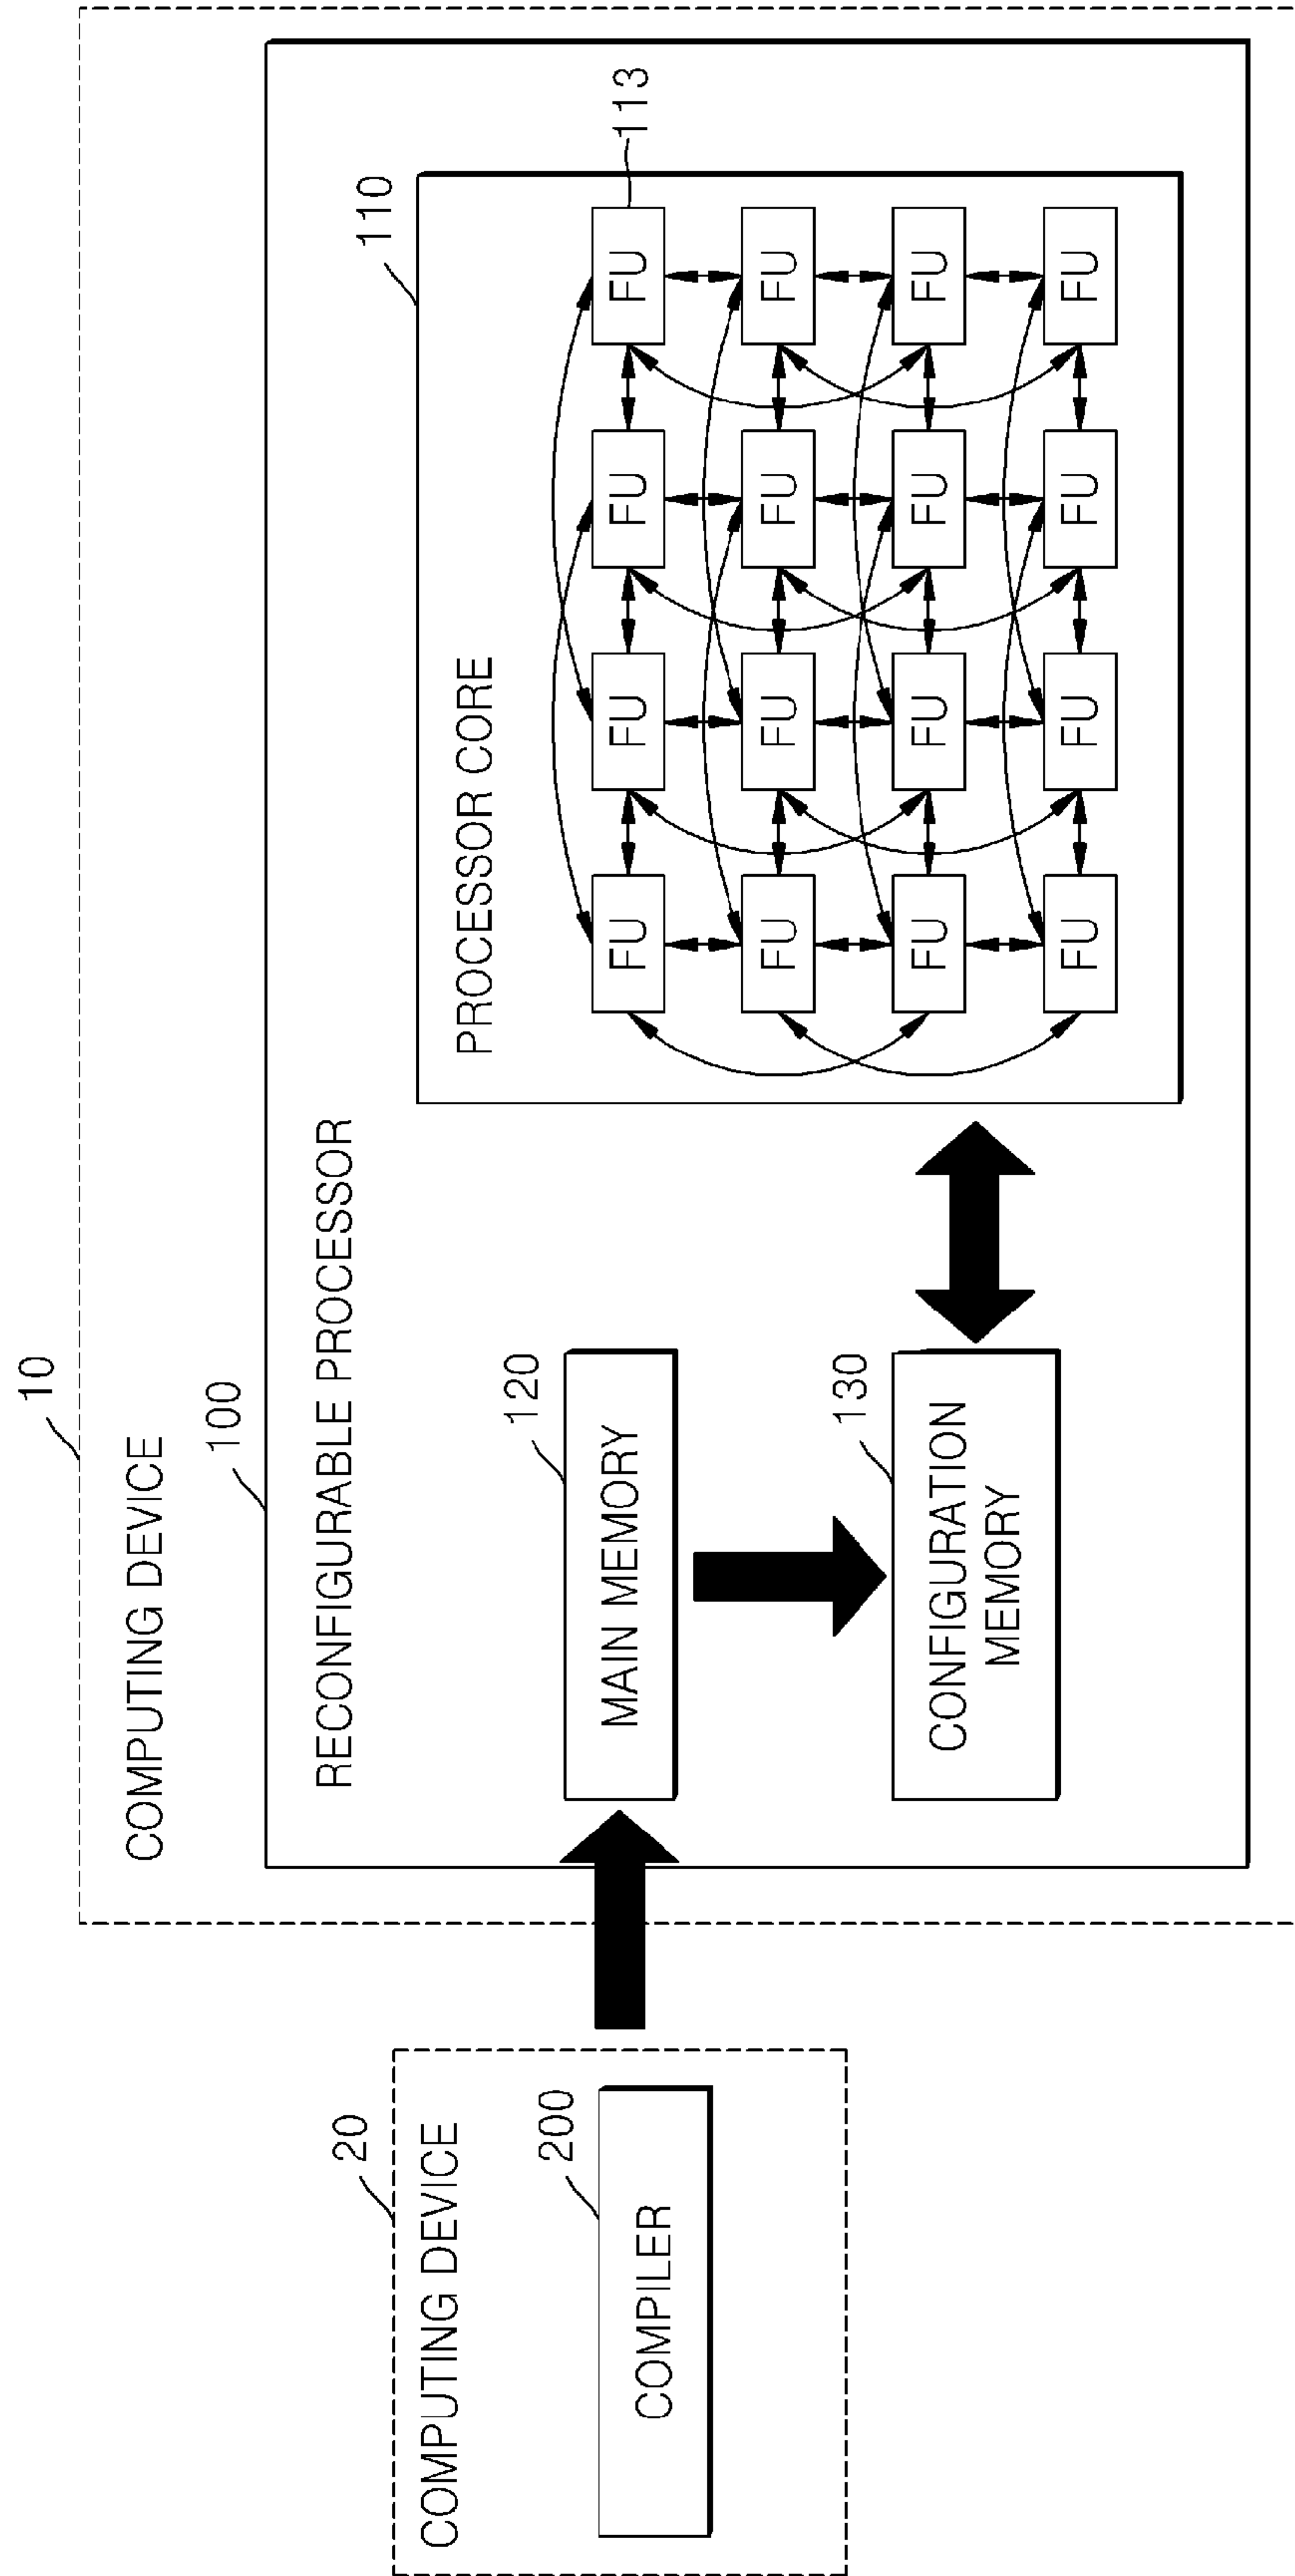 10
COMPUTING DEVICE
100
RECONFIGURABLE PROCESSOR
110
PROCESSOR CORE
113
FU FU FU FU
FU FU FU FU
FU FU FU FU
FU FU FU FU
120
MAIN MEMORY
130
CONFIGURATION
MEMORY
20
COMPUTING DEVICE
200
COMPILER